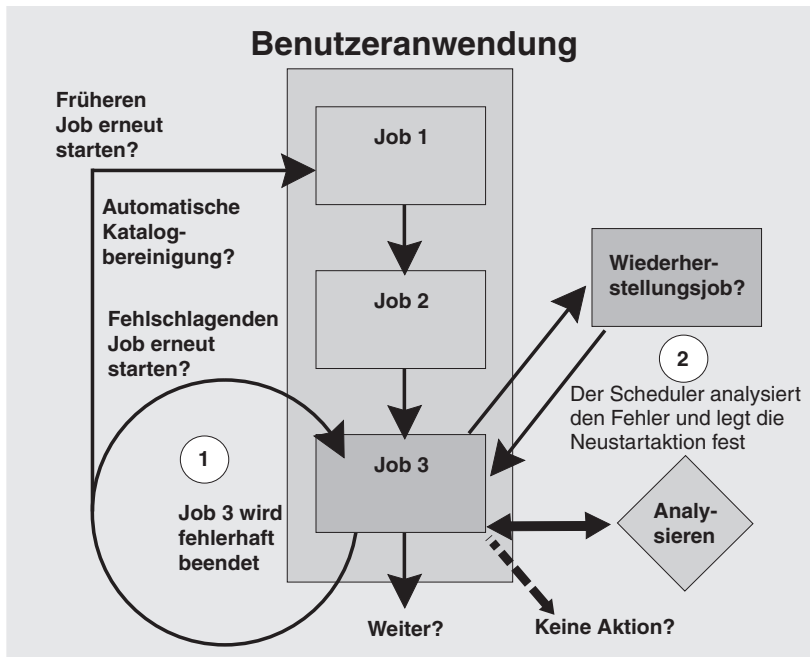 Benutzeranwendung
Früheren
Job erneut
starten?
Job 1
Automatische
Katalog-
bereinigung?
Wiederher-
stellungsjob?
Job 2
Fehlschlagenden
Job erneut
starten?
2
Der Scheduler analysiert
den Fehler und legt die
Neustartaktion fest
1
Job 3
Job 3 wird
fehlerhaft
beendet
Analy-
sieren
Weiter?
Keine Aktion?